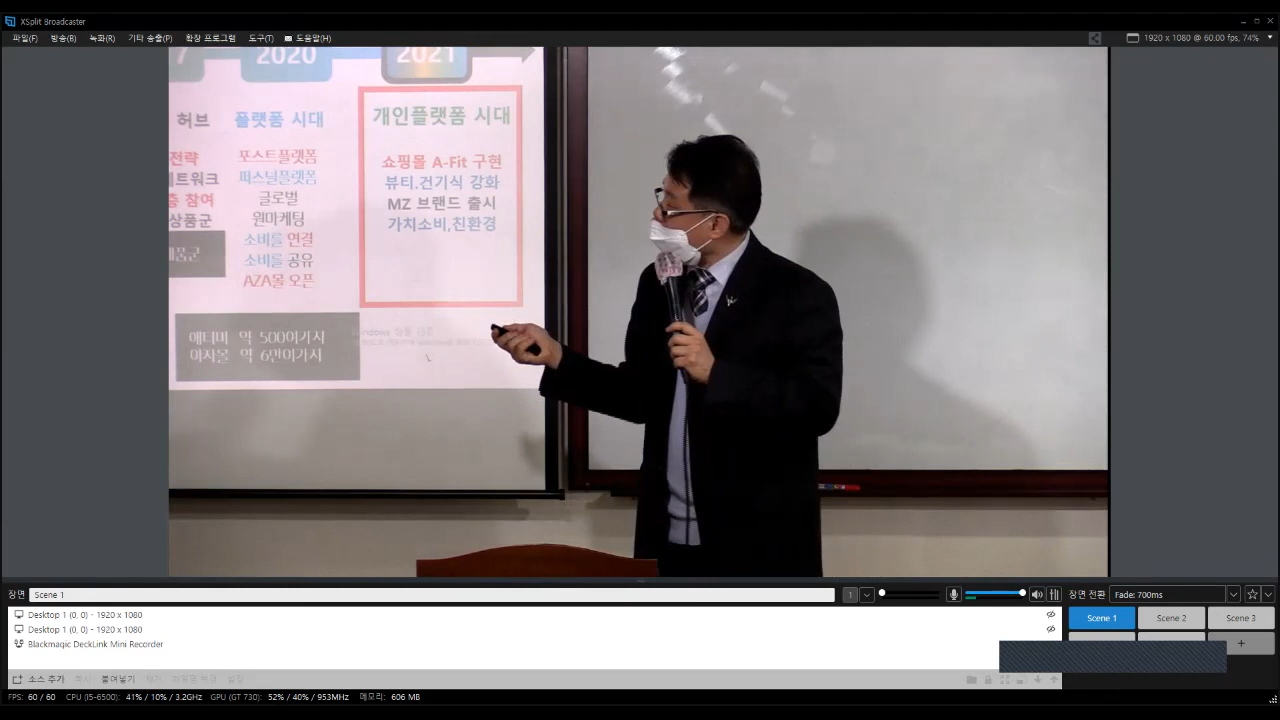 XSplit Broadcaster
파일(F) 방송(B) 녹화(R) 기타 송출(P) 확장 프로그램 도구(T) 도움말(H)
1920 x 1080 @ 60.00 fps, 74%
7 2020 2021
허브 플랫폼 시대 개인플랫폼 시대
전략 포스트플랫폼 쇼핑몰 A-Fit 구현
트워크 퍼스널플랫폼 뷰티.건기식 강화
참여 글로벌 MZ 브랜드 출시
상품군 원마케팅 가치소비,친환경
소비를 연결
소비를 공유
AZA몰 오픈
애터미 약 500여가지
아자몰 약 6만여가지
장면 Scene 1 1 장면 전환 Fade: 700ms
Desktop 1 (0, 0) - 1920 x 1080
Desktop 1 (0, 0) - 1920 x 1080
Blackmagic DeckLink Mini Recorder
Scene 1 Scene 2 Scene 3
+
소스 추가 복사 붙여넣기 제거 설정
FPS: 60 / 60 CPU (I5-6500): 41% / 10% / 3.2GHz GPU (GT 730): 52% / 40% / 953MHz 메모리: 606 MB